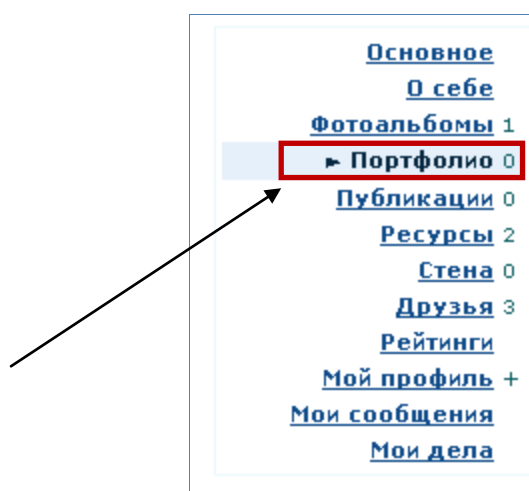 Основное
О себе
Фотоальбомы 1
► Портфолио 0
Публикации 0
Ресурсы 2
Стена 0
Друзья 3
Рейтинги
Мой профиль +
Мои сообщения
Мои дела